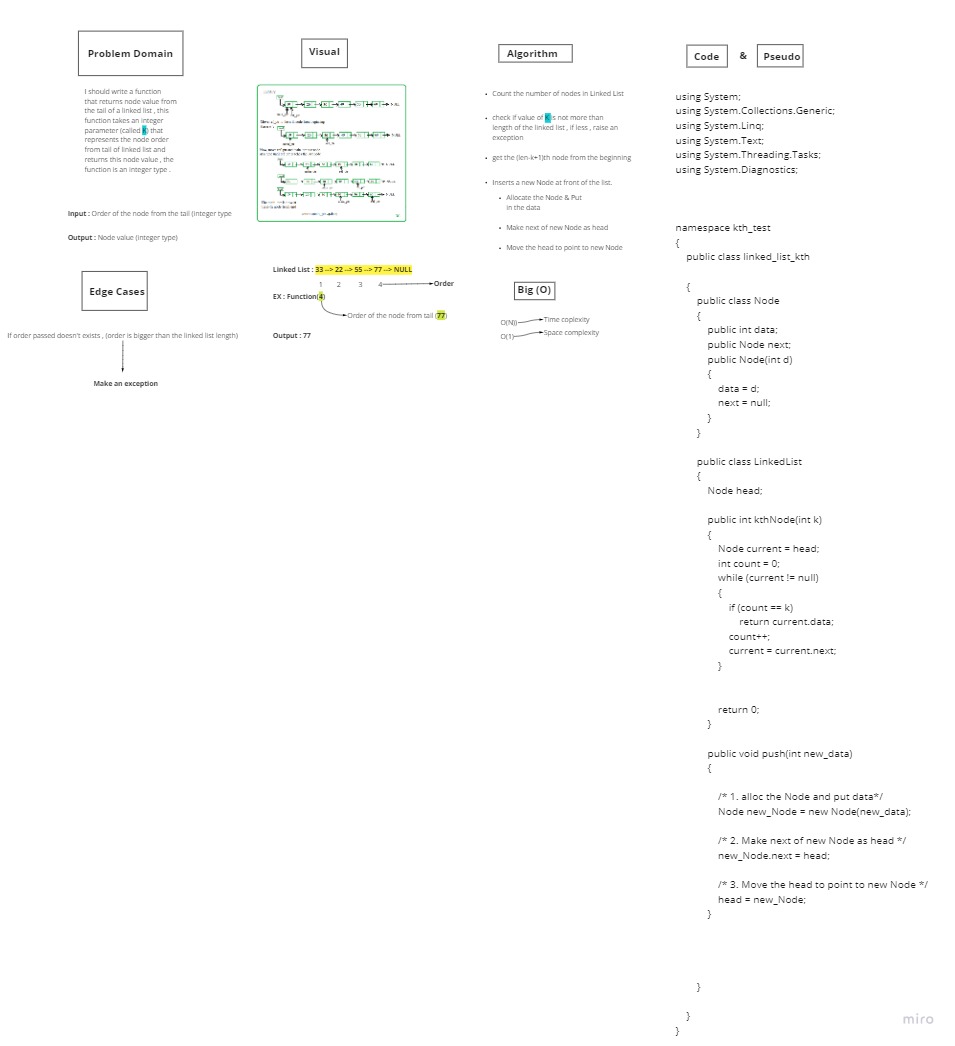 Problem Domain
I should write a function
that returns node value from
the tail of a linked list , this
function takes an integer
parameter (called k) that
represents the node order
from tail of linked list and
returns this node value , the
function is an integer type .
Input : Order of the node from the tail (integer type
Output : Node value (integer type)
Edge Cases
If order passed doesn't exists , (order is bigger than the linked list length)
Make an exception
Visual
Linked List : 33 --> 22 --> 55 --> 77 --> NULL
1 2 3 4 Order
EX : Function(4)
Order of the node from tail (77)
Output : 77
Algorithm
• Count the number of nodes in Linked List
• check if value of K is not more than
length of the linked list , if less , raise an
exception
• get the (len-k+1)th node from the beginning
• Inserts a new Node at front of the list.
• Allocate the Node & Put
in the data
• Make next of new Node as head
• Move the head to point to new Node
Big (O)
O(N) Time coplexity
O(1) Space complexity
Code & Pseudo
using System;
using System.Collections.Generic;
using System.Linq;
using System.Text;
using System.Threading.Tasks;
using System.Diagnostics;
namespace kth_test
{
public class linked_list_kth
{
public class Node
{
public int data;
public Node next;
public Node(int d)
{
data = d;
next = null;
}
}
public class LinkedList
{
Node head;
public int kthNode(int k)
{
Node current = head;
int count = 0;
while (current != null)
{
if (count == k)
return current.data;
count++;
current = current.next;
}
return 0;
}
public void push(int new_data)
{
/* 1. alloc the Node and put data*/
Node new_Node = new Node(new_data);
/* 2. Make next of new Node as head */
new_Node.next = head;
/* 3. Move the head to point to new Node */
head = new_Node;
}
}
}
}
miro